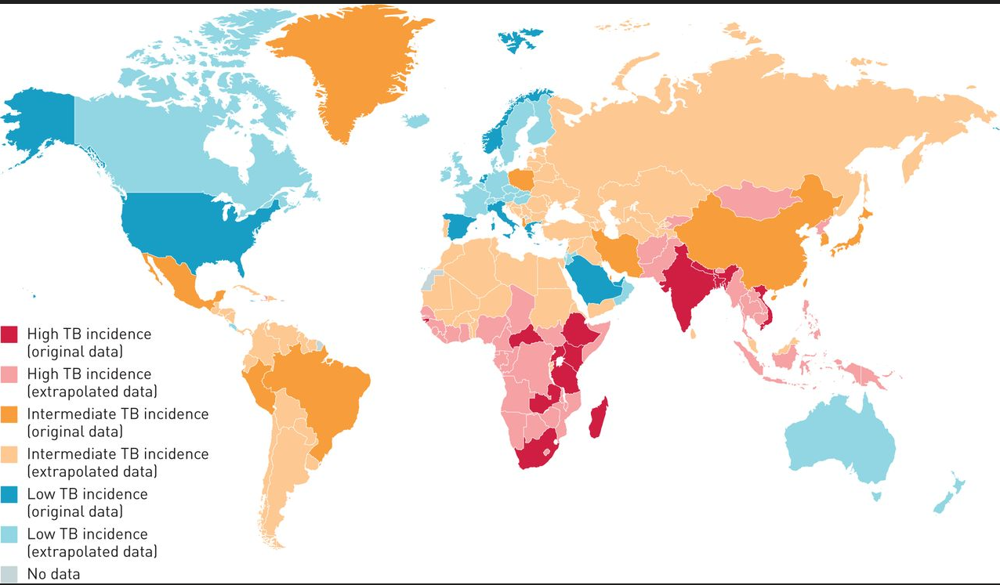 High TB incidence
(original data)
High TB incidence
(extrapolated data)
Intermediate TB incidence
(original data)
Intermediate TB incidence
(extrapolated data)
Low TB incidence
(original data)
Low TB incidence
(extrapolated data)
No data